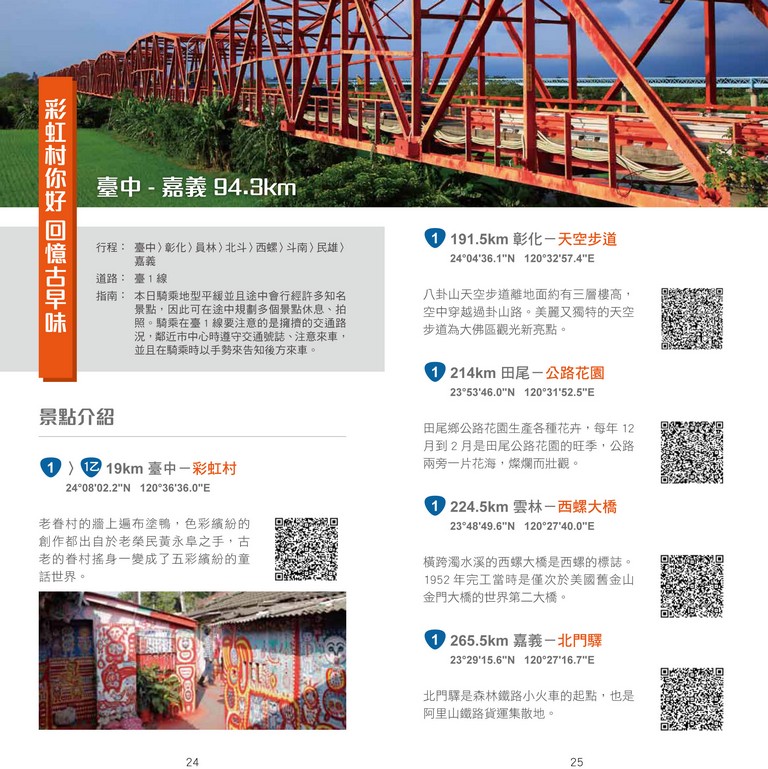 彩虹村你好 回憶古早味
臺中 - 嘉義 94.3km
行程： 臺中〉彰化〉員林〉北斗〉西螺〉斗南〉民雄〉
嘉義
道路： 臺 1 線
指南： 本日騎乘地型平緩並且途中會行經許多知名
景點，因此可在途中規劃多個景點休息、拍
照。騎乘在臺 1 線要注意的是擁擠的交通路
況，鄰近市中心時遵守交通號誌、注意來車，
並且在騎乘時以手勢來告知後方來車。
景點介紹
1 〉 1乙 19km 臺中－彩虹村
24°08'02.2"N 120°36'36.0"E
老眷村的牆上遍布塗鴨，色彩繽紛的
創作都出自於老榮民黃永阜之手，古
老的眷村搖身一變成了五彩繽紛的童
話世界。
24
1 191.5km 彰化－天空步道
24°04'36.1"N 120°32'57.4"E
八卦山天空步道離地面約有三層樓高，
空中穿越過卦山路。美麗又獨特的天空
步道為大佛區觀光新亮點。
1 214km 田尾－公路花園
23°53'46.0"N 120°31'52.5"E
田尾鄉公路花園生產各種花卉，每年 12
月到 2 月是田尾公路花園的旺季，公路
兩旁一片花海，燦爛而壯觀。
1 224.5km 雲林－西螺大橋
23°48'49.6"N 120°27'40.0"E
橫跨濁水溪的西螺大橋是西螺的標誌。
1952 年完工當時是僅次於美國舊金山
金門大橋的世界第二大橋。
1 265.5km 嘉義－北門驛
23°29'15.6"N 120°27'16.7"E
北門驛是森林鐵路小火車的起點，也是
阿里山鐵路貨運集散地。
25